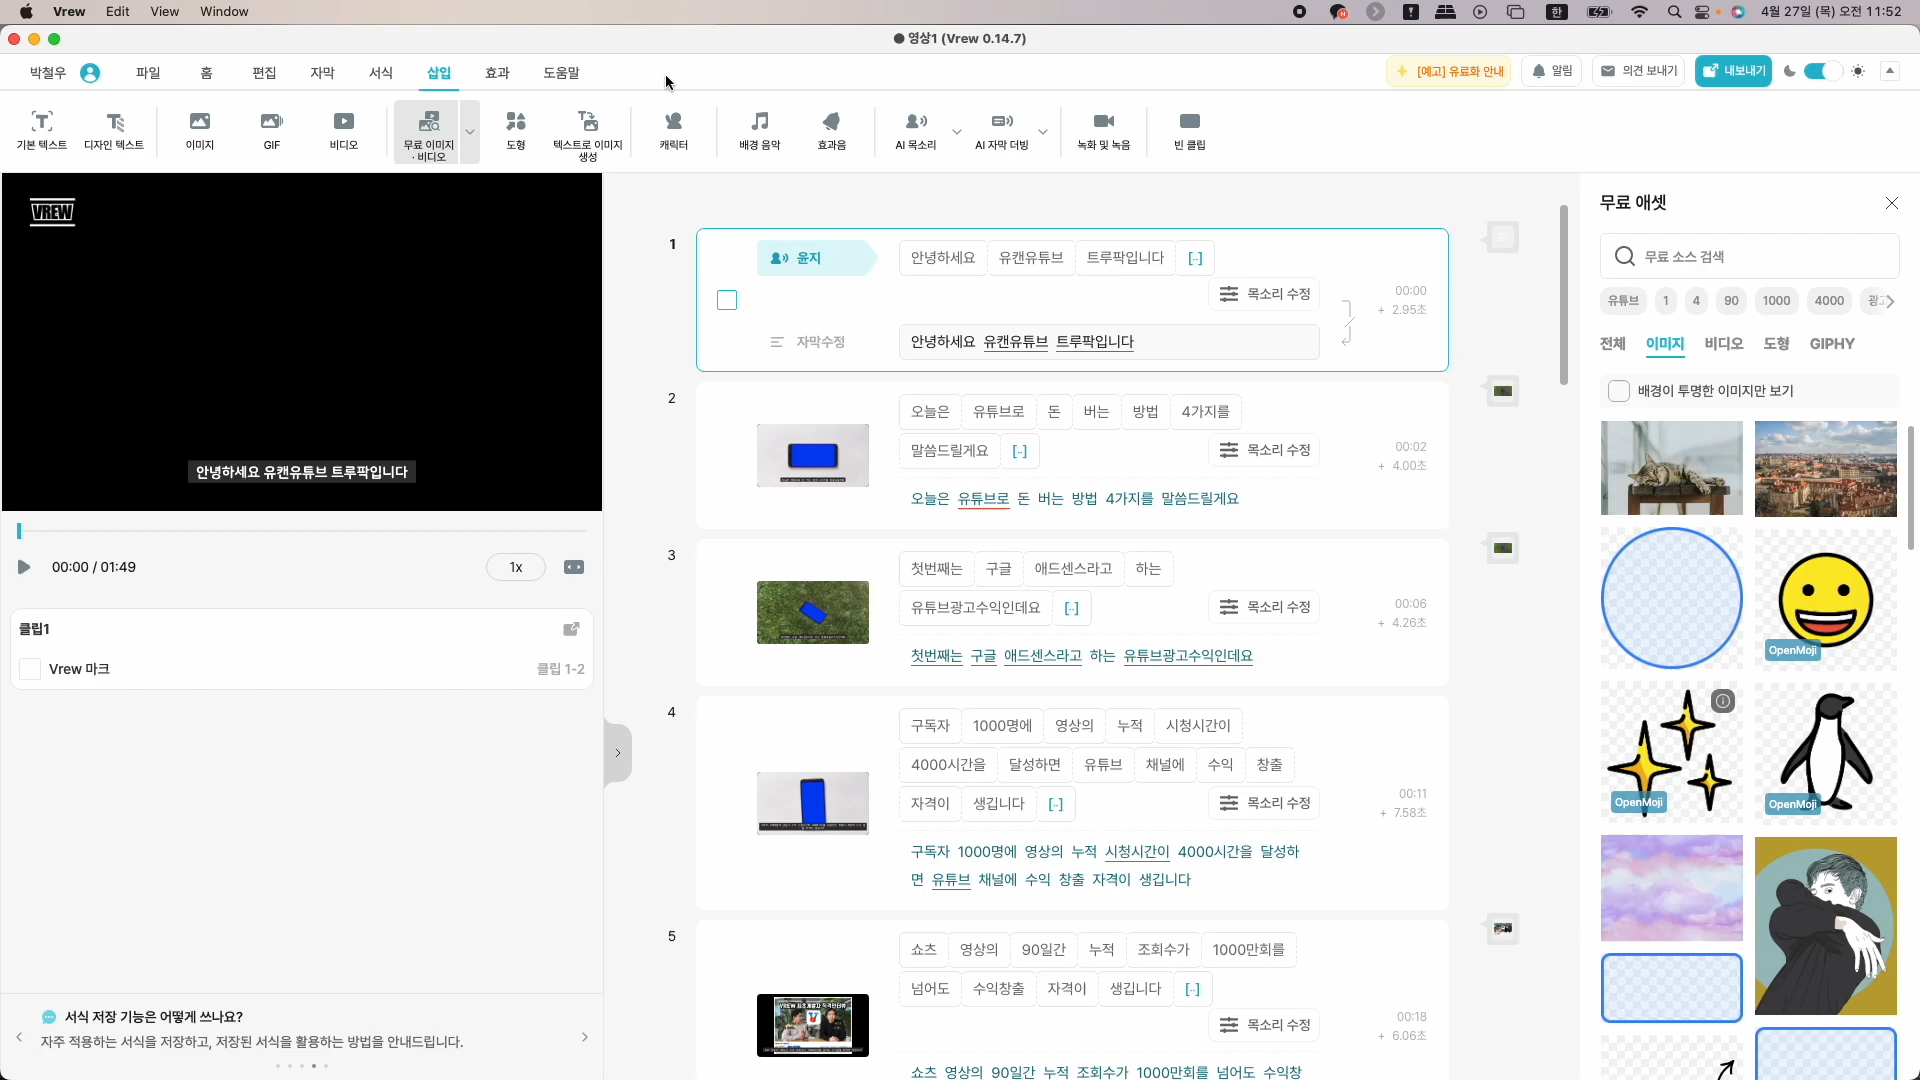 Vrew Edit View Window
한 4월 27일 (목) 오전 11:52
영상1 (Vrew 0.14.7)
박철우 파일 홈 편집 자막 서식 삽입 효과 도움말
[예고] 유료화 안내 알림 의견 보내기 내보내기
기본 텍스트 디자인 텍스트 이미지 GIF 비디오 무료 이미지 · 비디오 도형 텍스트로 이미지 생성 캐릭터 배경 음악 효과음 AI 목소리 AI 자막 더빙 녹화 및 녹음 빈 클립
VREW
안녕하세요 유캔유튜브 트루팍입니다
00:00 / 01:49
1x
클립1
Vrew 마크 클립 1-2
서식 저장 기능은 어떻게 쓰나요?
자주 적용하는 서식을 저장하고, 저장된 서식을 활용하는 방법을 안내드립니다.
1
윤지 안녕하세요 유캔유튜브 트루팍입니다 [··]
목소리 수정
00:00
+ 2.95초
자막수정 안녕하세요 유캔유튜브 트루팍입니다
2
오늘은 유튜브로 돈 버는 방법 4가지를
말씀드릴게요 [··] 목소리 수정
00:02
+ 4.00초
오늘은 유튜브로 돈 버는 방법 4가지를 말씀드릴게요
3
첫번째는 구글 애드센스라고 하는
유튜브광고수익인데요 [··] 목소리 수정
00:06
+ 4.26초
첫번째는 구글 애드센스라고 하는 유튜브광고수익인데요
4
구독자 1000명에 영상의 누적 시청시간이
4000시간을 달성하면 유튜브 채널에 수익 창출
자격이 생깁니다 [··] 목소리 수정
00:11
+ 7.58초
구독자 1000명에 영상의 누적 시청시간이 4000시간을 달성하
면 유튜브 채널에 수익 창출 자격이 생깁니다
5
쇼츠 영상의 90일간 누적 조회수가 1000만회를
넘어도 수익창출 자격이 생깁니다 [··]
목소리 수정
00:18
+ 6.06초
쇼츠 영상의 90일간 누적 조회수가 1000만회를 넘어도 수익창
무료 애셋
무료 소스 검색
유튜브 1 4 90 1000 4000
전체 이미지 비디오 도형 GIPHY
배경이 투명한 이미지만 보기
OpenMoji
OpenMoji
OpenMoji